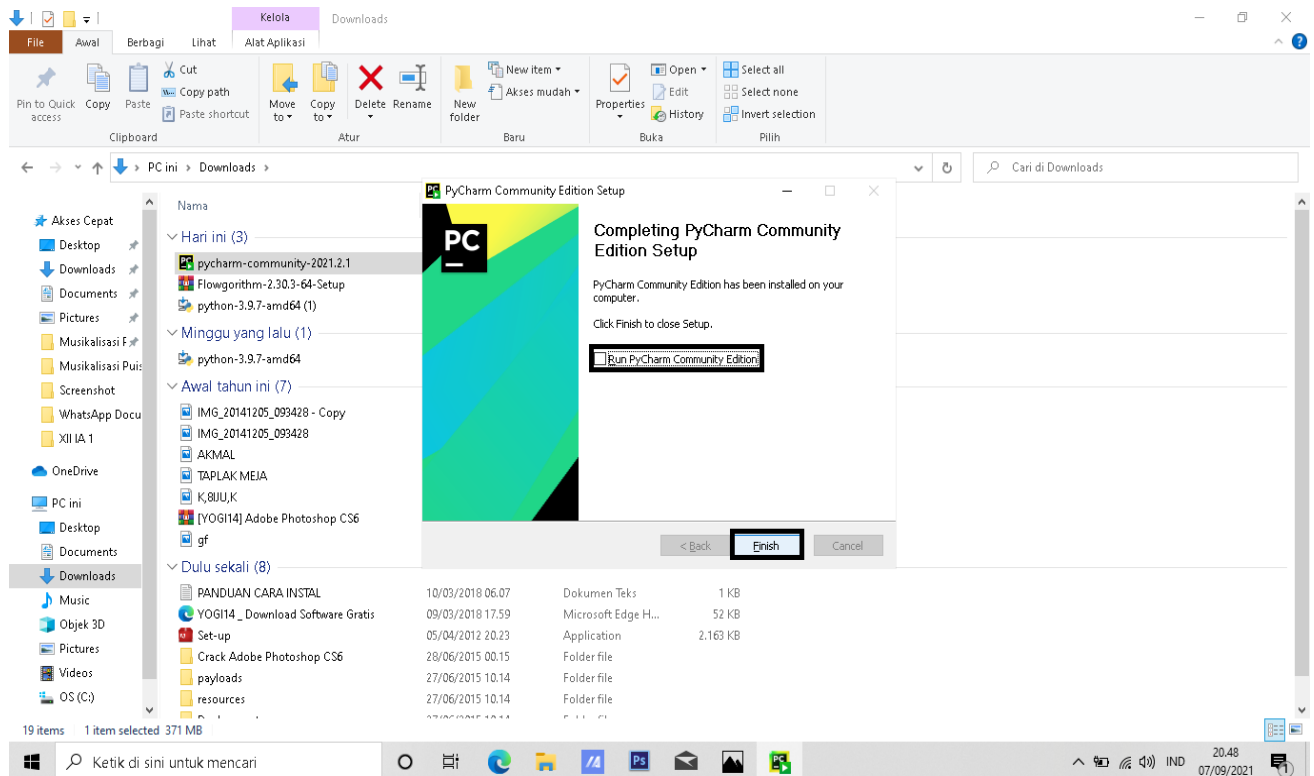 Kelola
Downloads
File
Awal
Berbagi
Lihat
Alat Aplikasi
Pin to Quick access
Copy
Paste
Cut
Copy path
Paste shortcut
Clipboard
Move to
Copy to
Delete
Rename
Atur
New folder
New item
Akses mudah
Baru
Properties
Open
Edit
History
Buka
Select all
Select none
Invert selection
Pilih
PC ini > Downloads >
Cari di Downloads
Akses Cepat
Desktop
Downloads
Documents
Pictures
Musikalisasi F
Musikalisasi Puis
Screenshot
WhatsApp Docu
XII IA 1
OneDrive
PC ini
Desktop
Documents
Downloads
Music
Objek 3D
Pictures
Videos
OS (C:)
Nama
Hari ini (3)
pycharm-community-2021.2.1
Flowgorithm-2.30.3-64-Setup
python-3.9.7-amd64 (1)
Minggu yang lalu (1)
python-3.9.7-amd64
Awal tahun ini (7)
IMG_20141205_093428 - Copy
IMG_20141205_093428
AKMAL
TAPLAK MEJA
K,8IJU,K
[YOGI14] Adobe Photoshop CS6
gf
Dulu sekali (8)
PANDUAN CARA INSTAL 10/03/2018 06.07 Dokumen Teks 1 KB
YOGI14 _ Download Software Gratis 09/03/2018 17.59 Microsoft Edge H... 52 KB
Set-up 05/04/2012 20.23 Application 2.163 KB
Crack Adobe Photoshop CS6 28/06/2015 00.15 Folder file
payloads 27/06/2015 10.14 Folder file
resources 27/06/2015 10.14 Folder file
PyCharm Community Edition Setup
PC
Completing PyCharm Community
Edition Setup
PyCharm Community Edition has been installed on your
computer.
Click Finish to close Setup.
Run PyCharm Community Edition
< Back
Finish
Cancel
19 items 1 item selected 371 MB
Ketik di sini untuk mencari
Ps
IND
20.48
07/09/2021